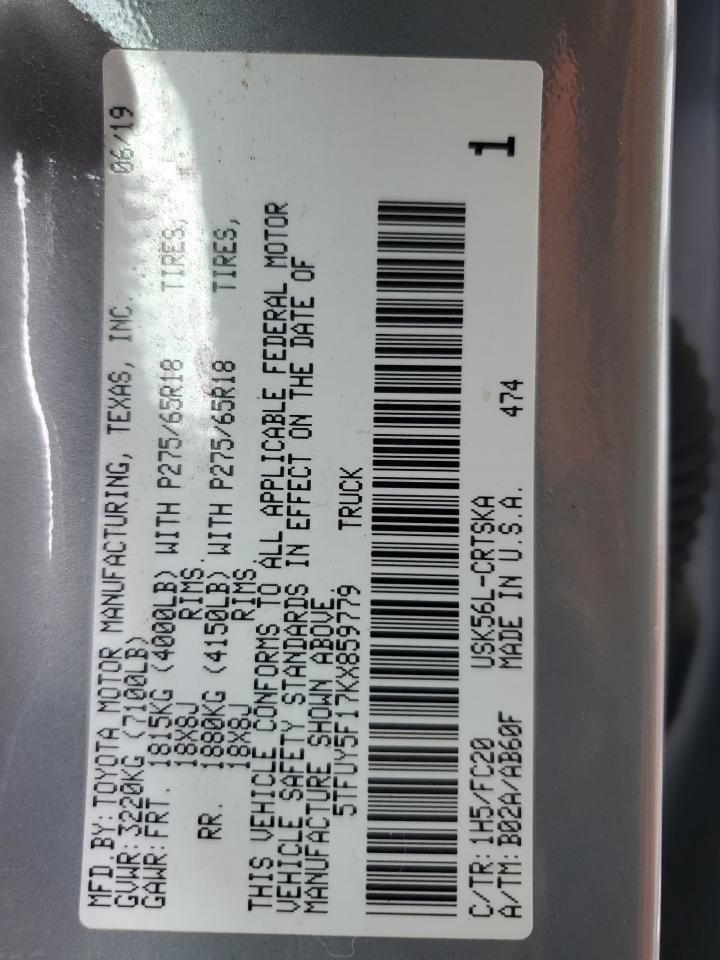 MFD.BY:TOYOTA MOTOR MANUFACTURING, TEXAS, INC. 06/19
GVWR:3220KG (7100LB)
GAWR:FRT. 1815KG (4000LB) WITH P275/65R18 TIRES,
18X8J RIMS.
RR. 1880KG (4150LB) WITH P275/65R18 TIRES,
18X8J RIMS.
THIS VEHICLE CONFORMS TO ALL APPLICABLE FEDERAL MOTOR
VEHICLE SAFETY STANDARDS IN EFFECT ON THE DATE OF
MANUFACTURE SHOWN ABOVE.
5TFUY5F17KX859779 TRUCK
C/TR:1H5/FC20 USK56L-CRTSKA 474 1
A/TM:B02A/AB60F MADE IN U.S.A.